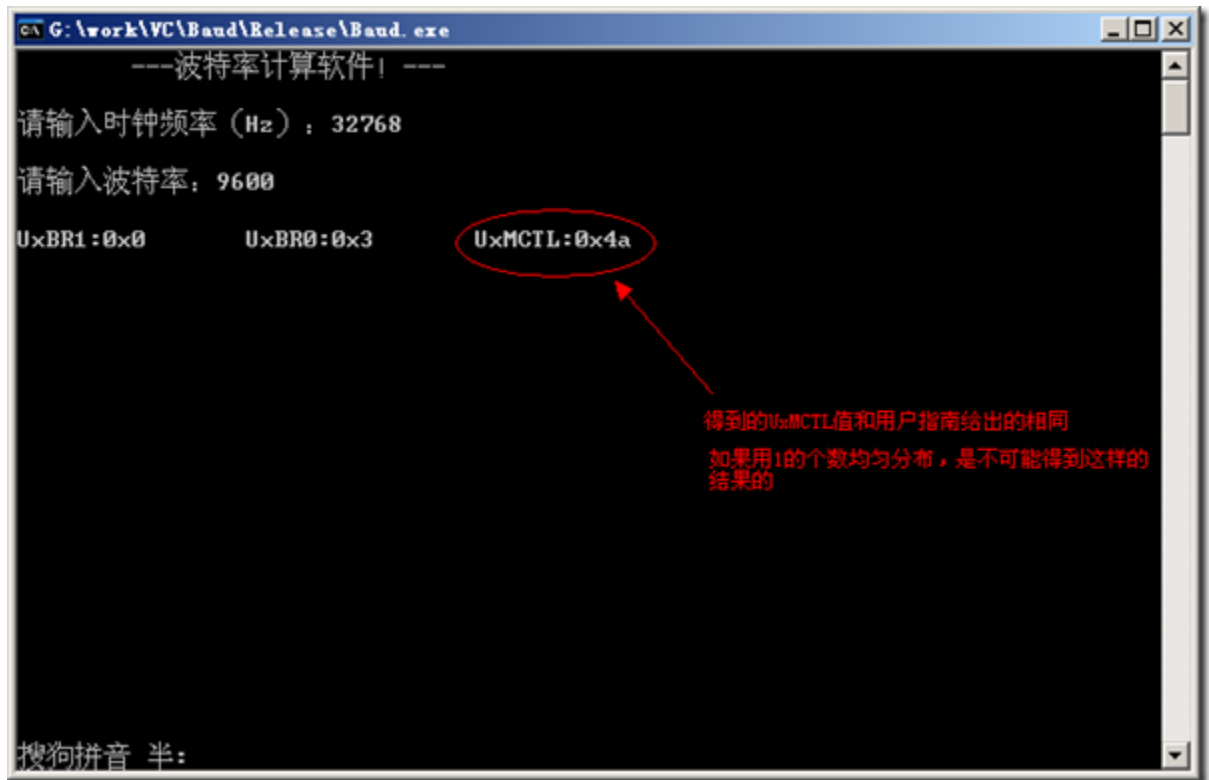 G:\work\VC\Baud\Release\Baud.exe
---波特率计算软件！---
请输入时钟频率（Hz）：32768
请输入波特率：9600
UxBR1:0x0 UxBR0:0x3 UxMCTL:0x4a
得到的UxMCTL值和用户指南给出的相同
如果用1的个数均匀分布，是不可能得到这样的
结果的
搜狗拼音 半：